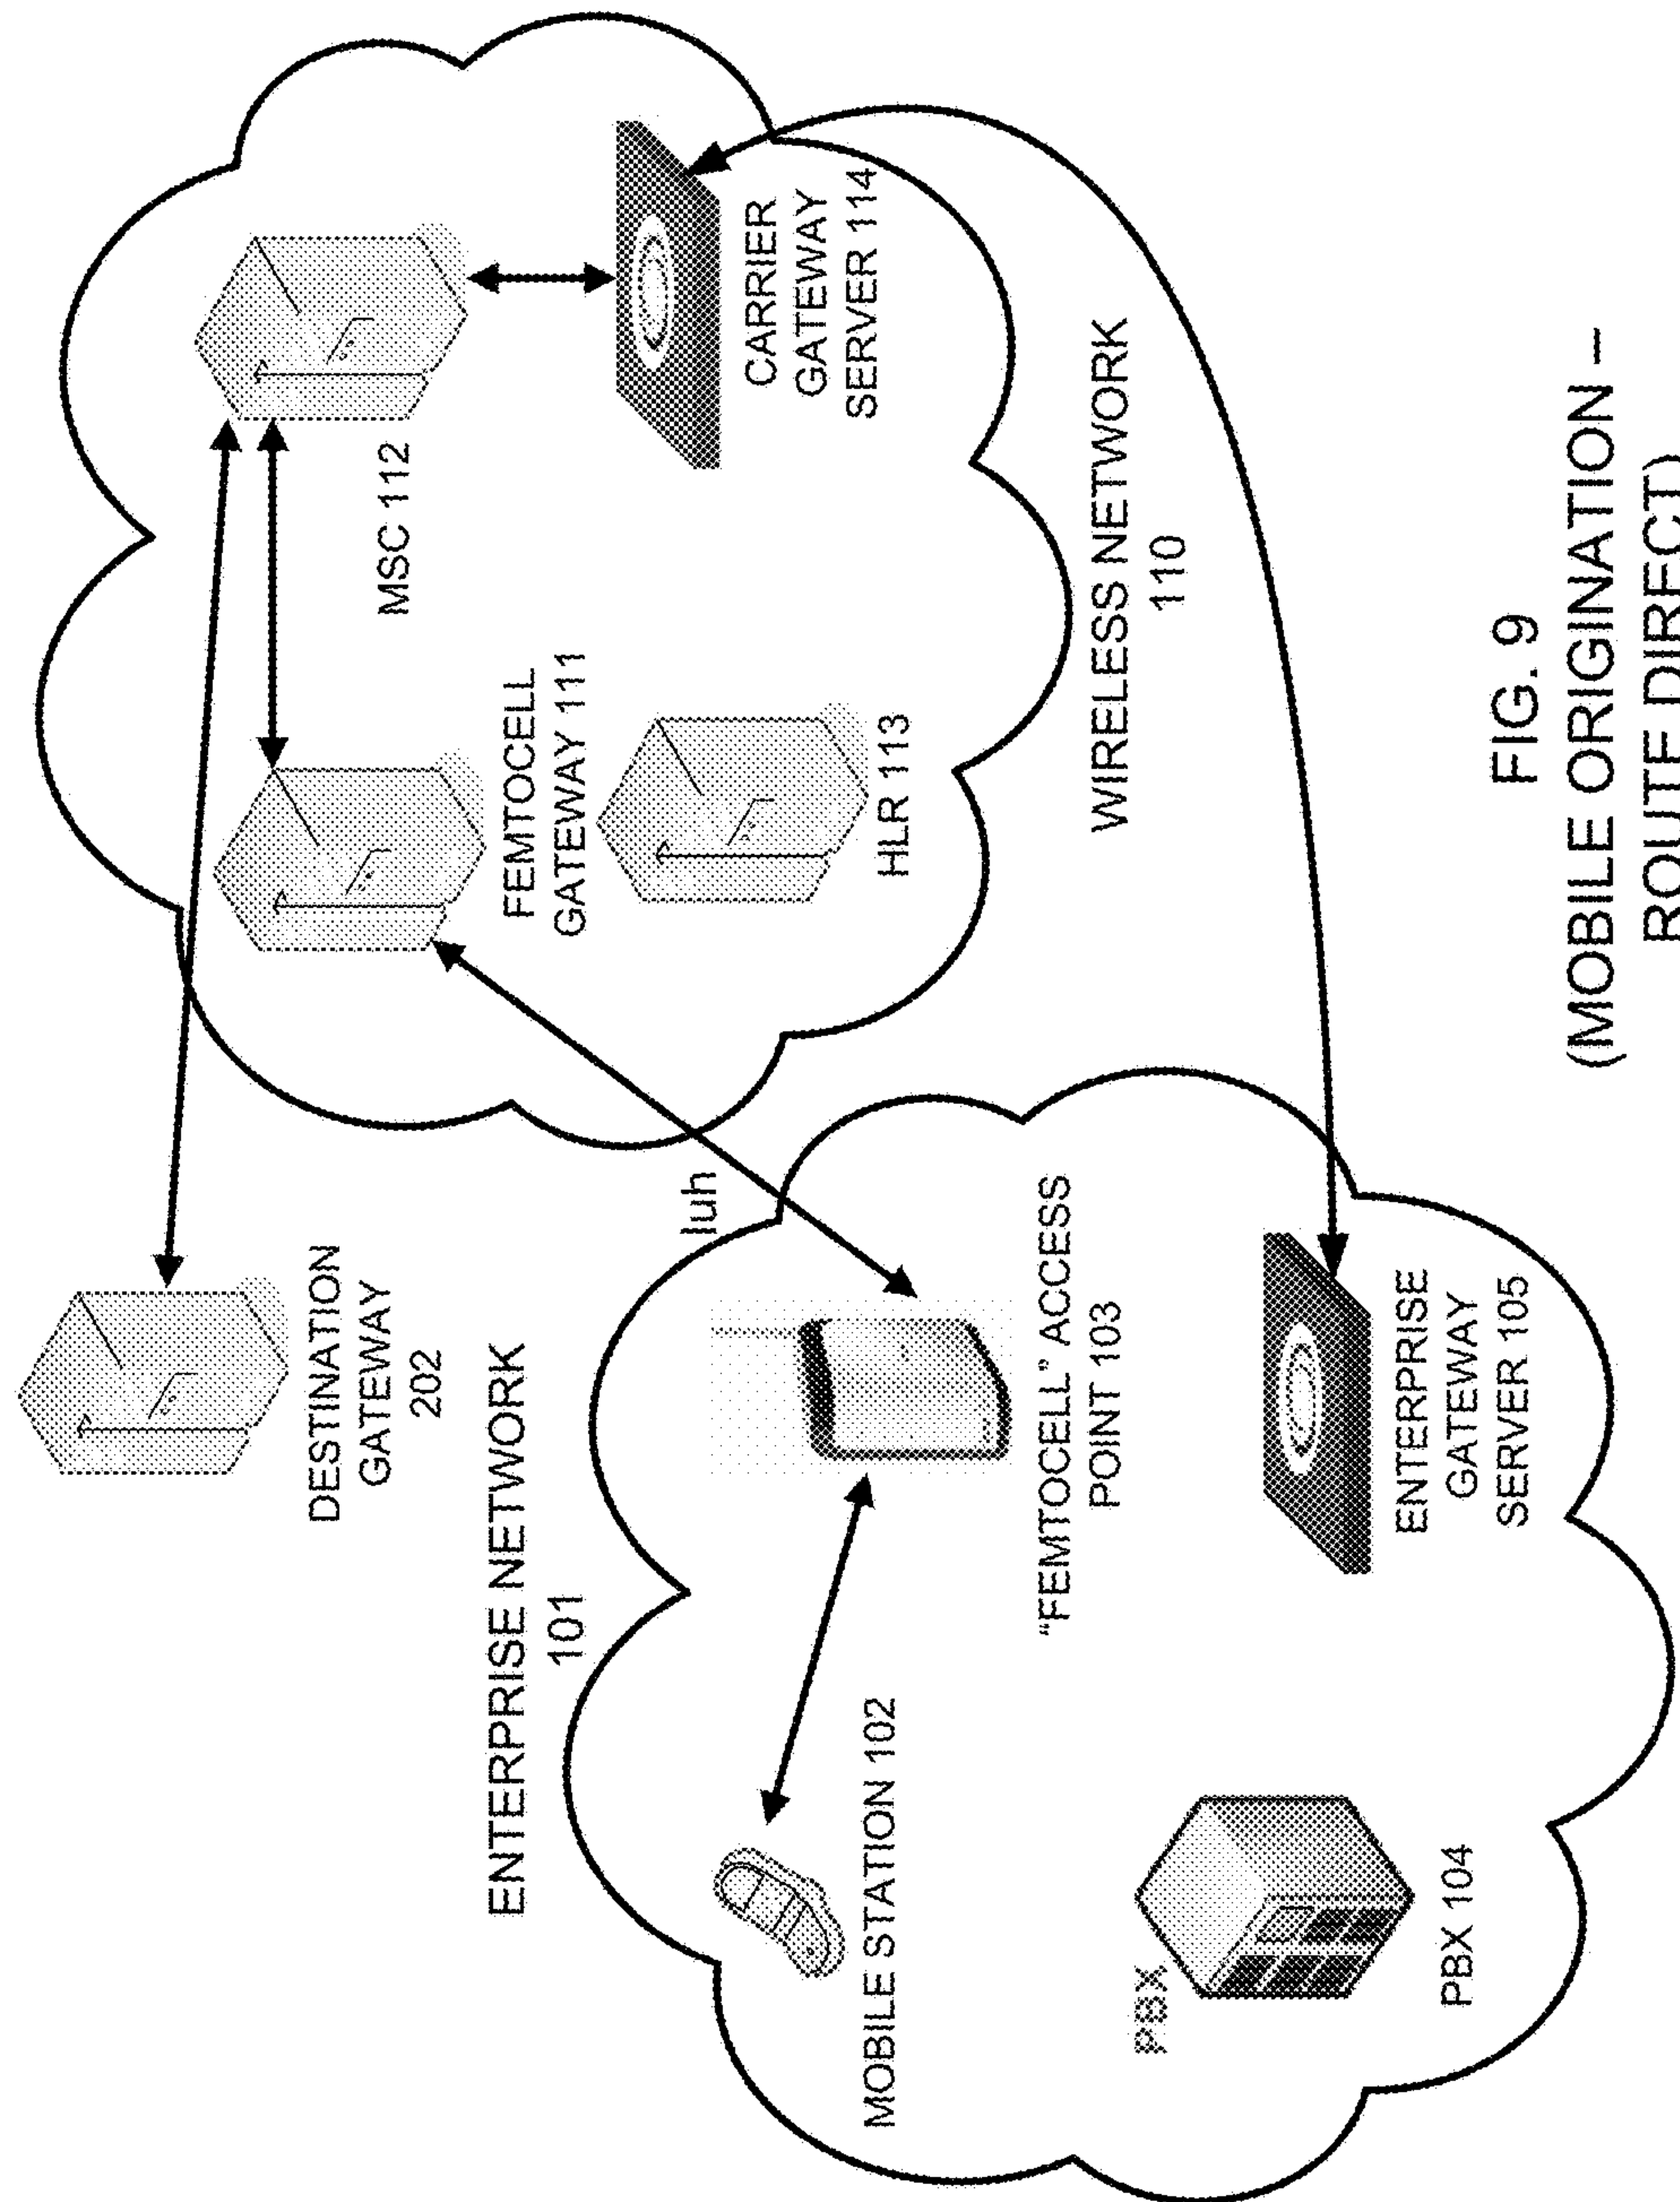 DESTINATION
GATEWAY
202
ENTERPRISE NETWORK
101
MOBILE STATION 102
"FEMTOCELL" ACCESS
POINT 103
PBX
PBX 104
ENTERPRISE
GATEWAY
SERVER 105
Iuh
FEMTOCELL
GATEWAY 111
MSC 112
HLR 113
CARRIER
GATEWAY
SERVER 114
WIRELESS NETWORK
110
FIG. 9
(MOBILE ORIGINATION –
ROUTE DIRECT)